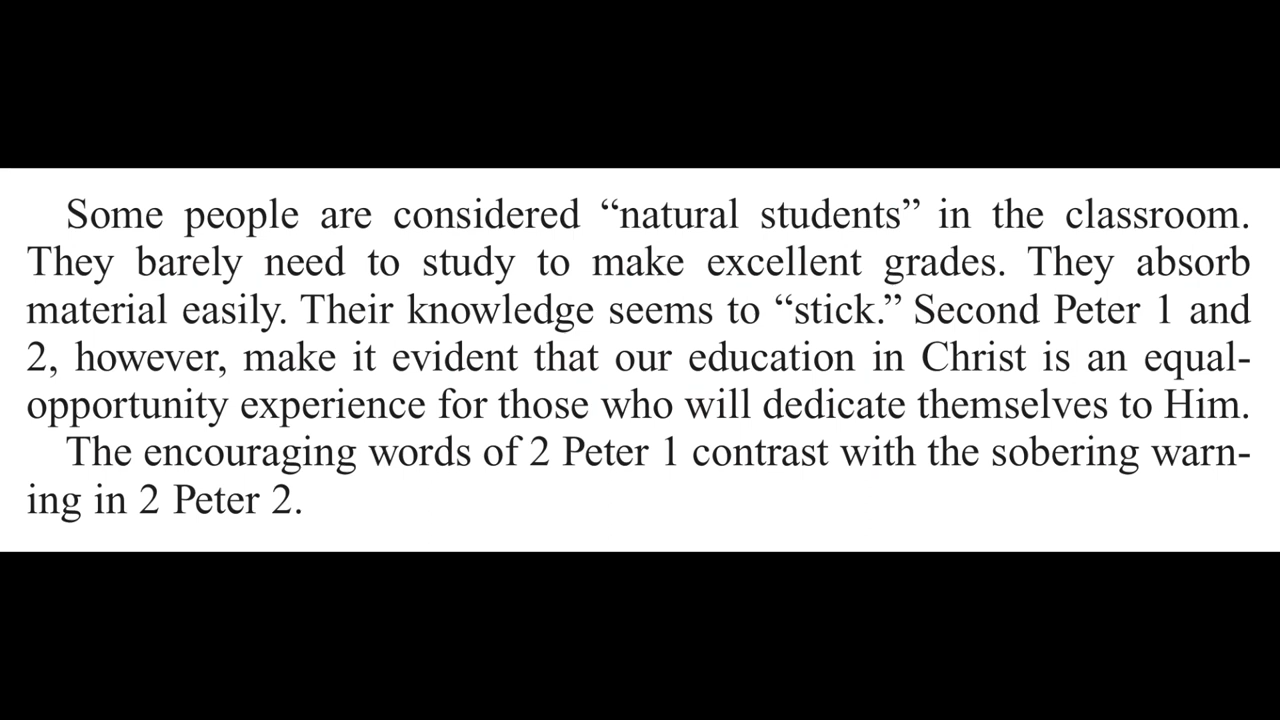 Some people are considered “natural students” in the classroom.
They barely need to study to make excellent grades. They absorb
material easily. Their knowledge seems to “stick.” Second Peter 1 and
2, however, make it evident that our education in Christ is an equal-
opportunity experience for those who will dedicate themselves to Him.
The encouraging words of 2 Peter 1 contrast with the sobering warn-
ing in 2 Peter 2.